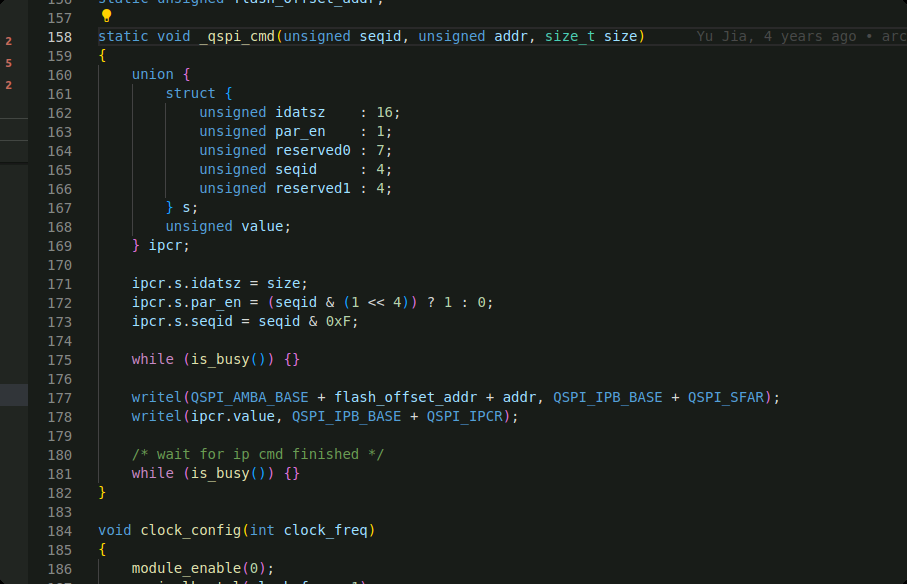 156 static unsigned flash_offset_addr;
157
158 static void _qspi_cmd(unsigned seqid, unsigned addr, size_t size) Yu Jia, 4 years ago • arc
2
159 {
5
160 union {
2
161 struct {
162 unsigned idatsz : 16;
163 unsigned par_en : 1;
164 unsigned reserved0 : 7;
165 unsigned seqid : 4;
166 unsigned reserved1 : 4;
167 } s;
168 unsigned value;
169 } ipcr;
170
171 ipcr.s.idatsz = size;
172 ipcr.s.par_en = (seqid & (1 << 4)) ? 1 : 0;
173 ipcr.s.seqid = seqid & 0xF;
174
175 while (is_busy()) {}
176
177 writel(QSPI_AMBA_BASE + flash_offset_addr + addr, QSPI_IPB_BASE + QSPI_SFAR);
178 writel(ipcr.value, QSPI_IPB_BASE + QSPI_IPCR);
179
180 /* wait for ip cmd finished */
181 while (is_busy()) {}
182 }
183
184 void clock_config(int clock_freq)
185 {
186 module_enable(0);